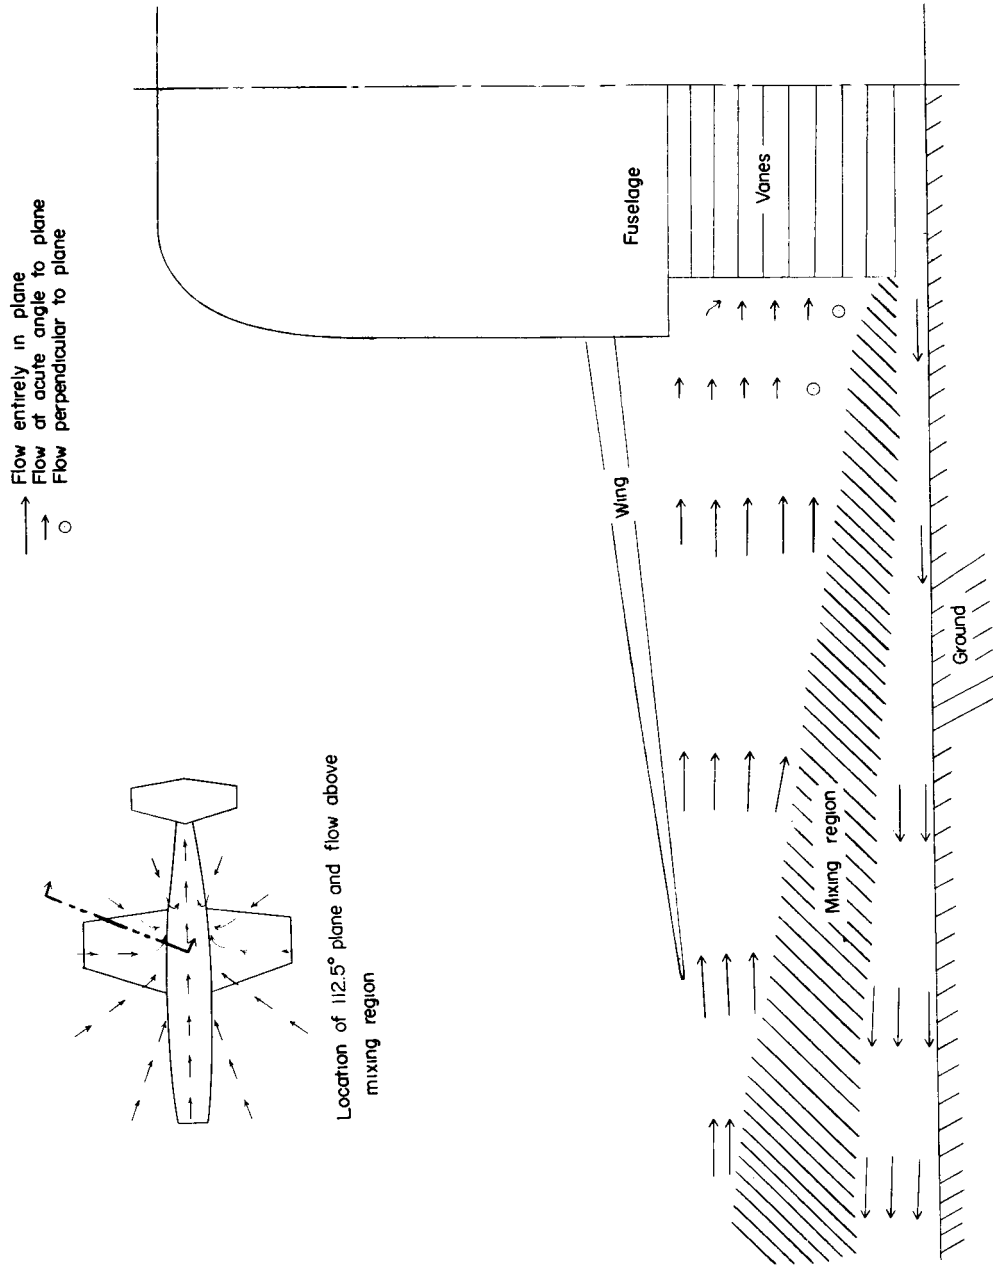 Flow entirely in plane
Flow at acute angle to plane
Flow perpendicular to plane
Location of 112.5° plane and flow above
mixing region
Fuselage
Vanes
Wing
Mixing region
Ground